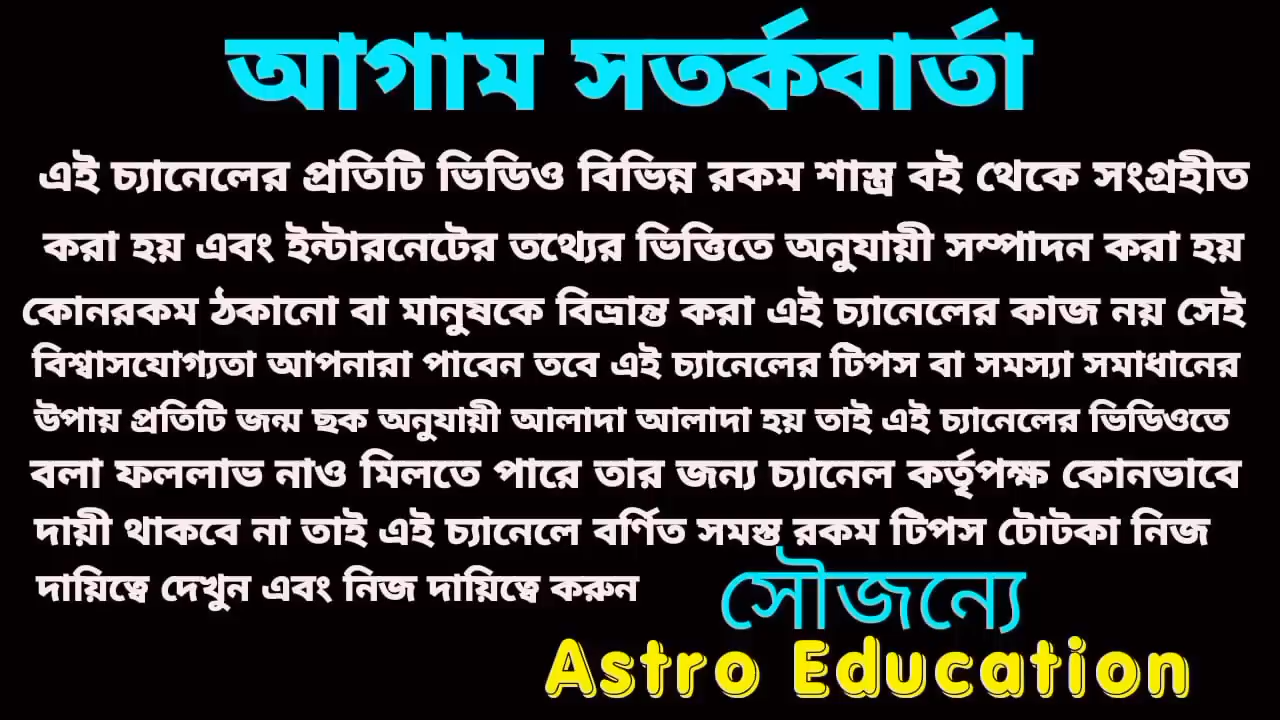 আগাম সতর্কবার্তা
এই চ্যানেলের প্রতিটি ভিডিও বিভিন্ন রকম শাস্ত্র বই থেকে সংগ্রহীত
করা হয় এবং ইন্টারনেটের তথ্যের ভিত্তিতে অনুযায়ী সম্পাদন করা হয়
কোনরকম ঠকানো বা মানুষকে বিভ্রান্ত করা এই চ্যানেলের কাজ নয় সেই
বিশ্বাসযোগ্যতা আপনারা পাবেন তবে এই চ্যানেলের টিপস বা সমস্যা সমাধানের
উপায় প্রতিটি জন্ম ছক অনুযায়ী আলাদা আলাদা হয় তাই এই চ্যানেলের ভিডিওতে
বলা ফললাভ নাও মিলতে পারে তার জন্য চ্যানেল কর্তৃপক্ষ কোনভাবে
দায়ী থাকবে না তাই এই চ্যানেলে বর্ণিত সমস্ত রকম টিপস টোটকা নিজ
দায়িত্বে দেখুন এবং নিজ দায়িত্বে করুন
সৌজন্যে
Astro Education